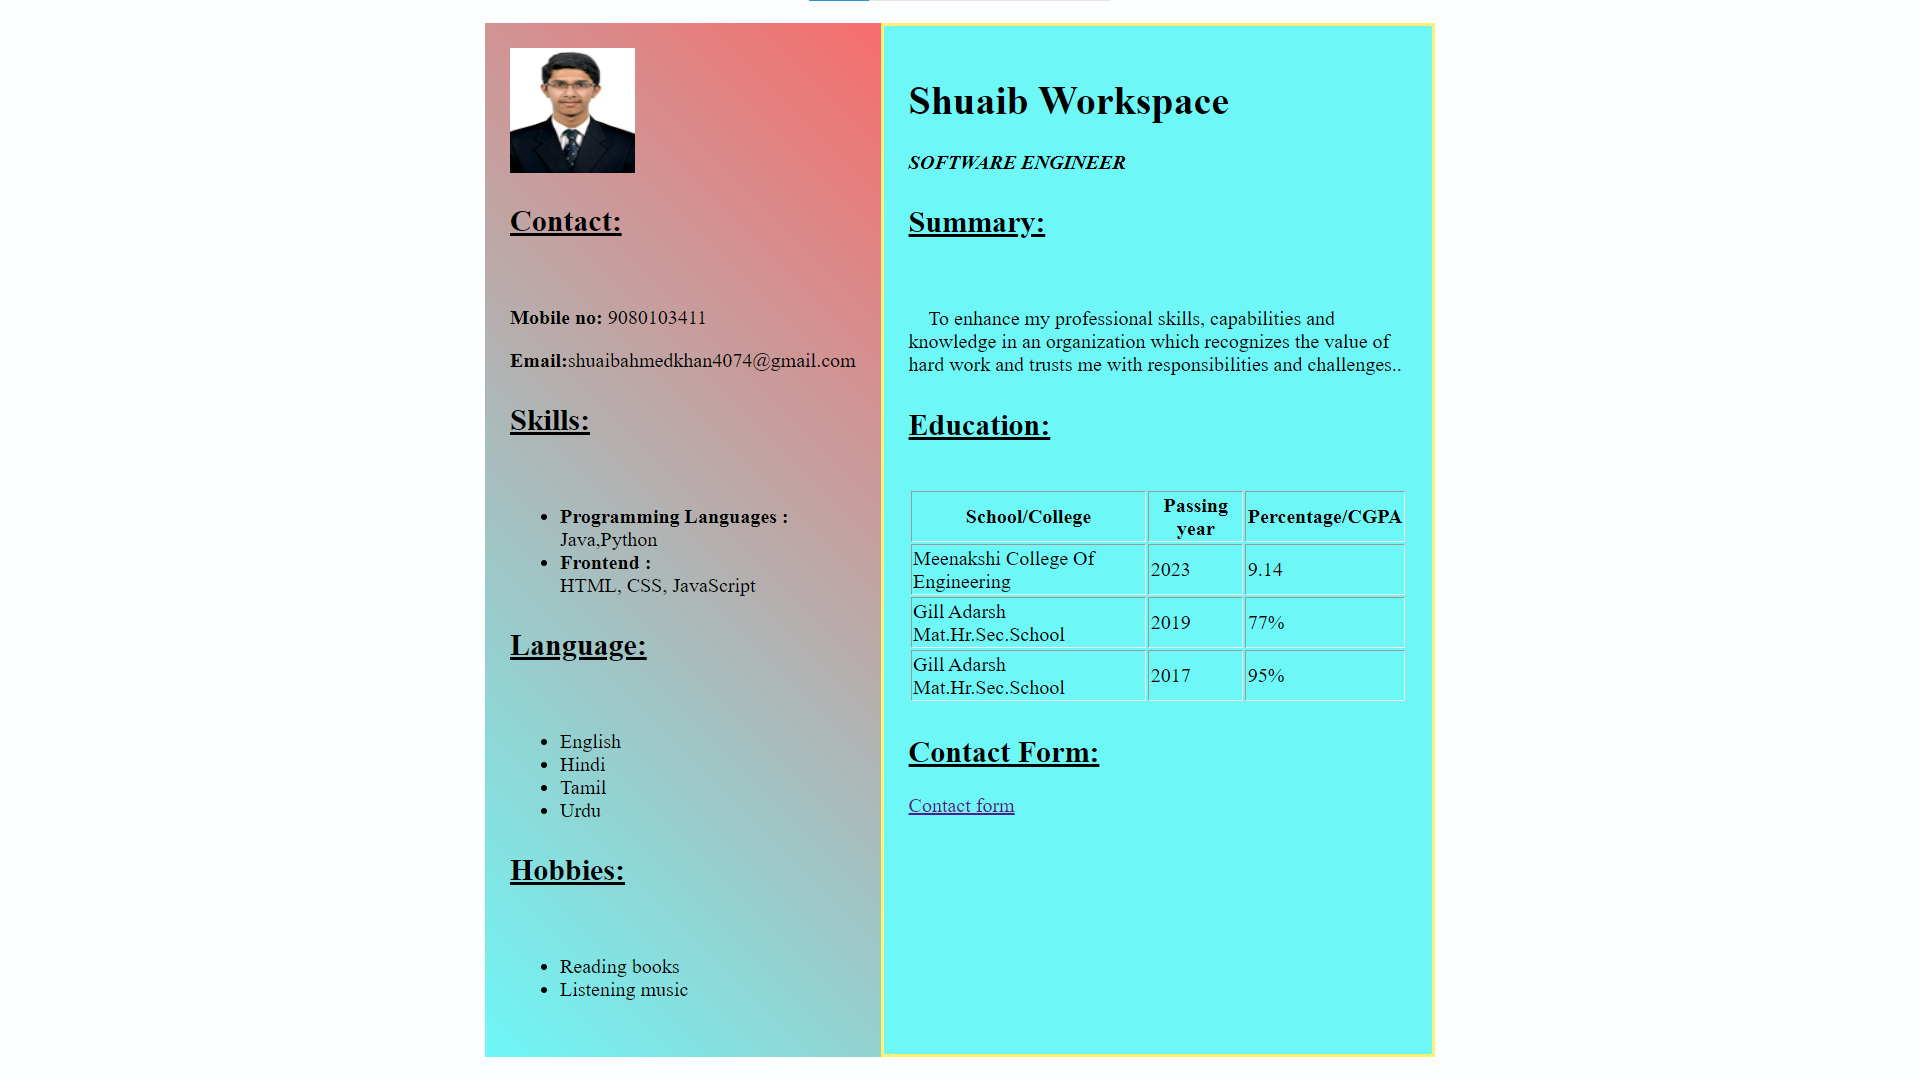 Contact:
Mobile no: 9080103411
Email:shuaibahmedkhan4074@gmail.com
Skills:
Programming Languages :
Java,Python
Frontend :
HTML, CSS, JavaScript
Language:
English
Hindi
Tamil
Urdu
Hobbies:
Reading books
Listening music
Shuaib Workspace
SOFTWARE ENGINEER
Summary:
To enhance my professional skills, capabilities and
knowledge in an organization which recognizes the value of
hard work and trusts me with responsibilities and challenges..
Education:
School/College Passing year Percentage/CGPA
Meenakshi College Of Engineering 2023 9.14
Gill Adarsh Mat.Hr.Sec.School 2019 77%
Gill Adarsh Mat.Hr.Sec.School 2017 95%
Contact Form:
Contact form